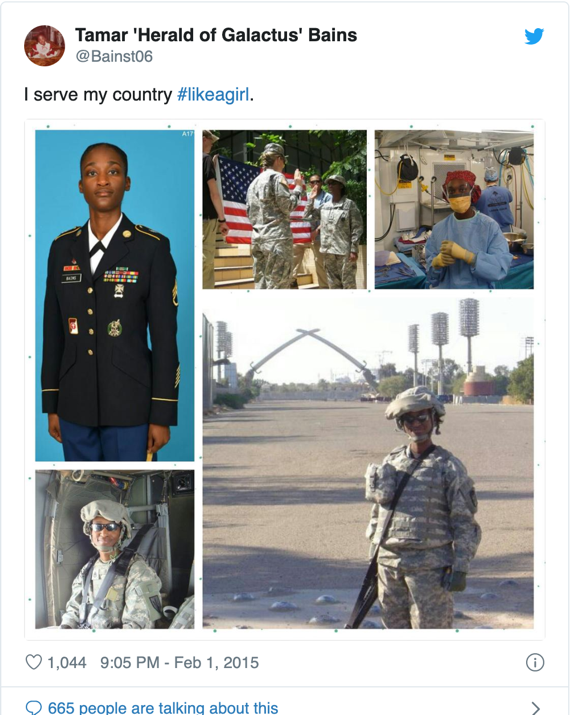 Tamar 'Herald of Galactus' Bains
@Bainst06
I serve my country #likeagirl.
A17
1,044 9:05 PM - Feb 1, 2015
665 people are talking about this